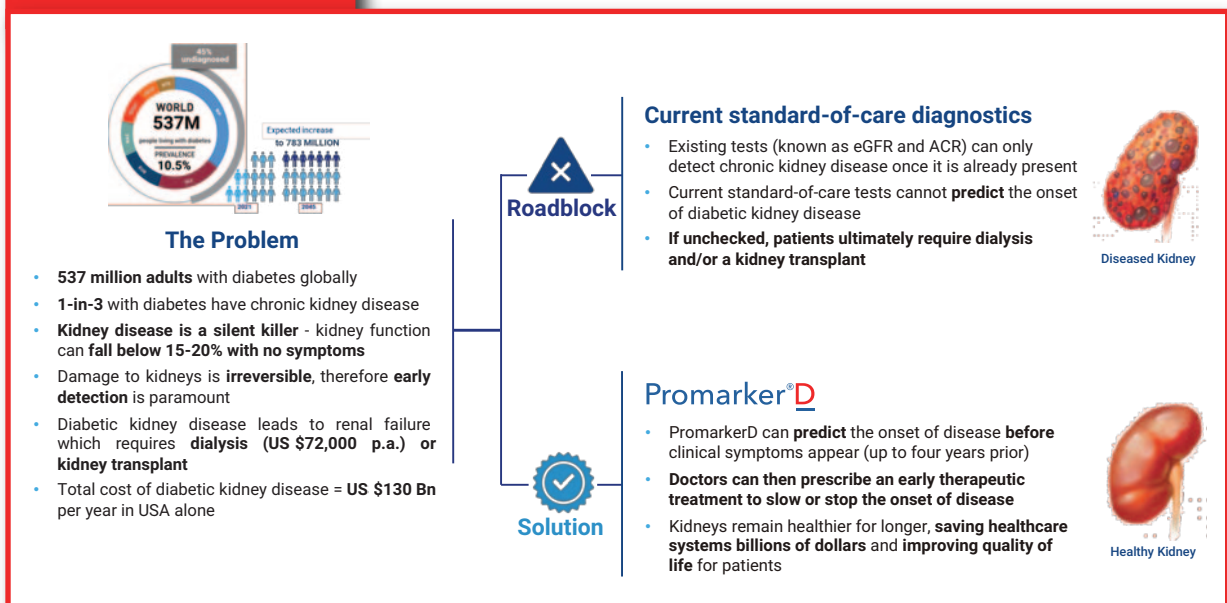 45%
undiagnosed
WORLD
537M
people living with diabetes
PREVALENCE
10.5%
Expected increase
to 783 MILLION
2021
2045
The Problem
• 537 million adults with diabetes globally
• 1-in-3 with diabetes have chronic kidney disease
• Kidney disease is a silent killer - kidney function
can fall below 15-20% with no symptoms
• Damage to kidneys is irreversible, therefore early
detection is paramount
• Diabetic kidney disease leads to renal failure
which requires dialysis (US $72,000 p.a.) or
kidney transplant
• Total cost of diabetic kidney disease = US $130 Bn
per year in USA alone
Roadblock
Current standard-of-care diagnostics
• Existing tests (known as eGFR and ACR) can only
detect chronic kidney disease once it is already present
• Current standard-of-care tests cannot predict the onset
of diabetic kidney disease
• If unchecked, patients ultimately require dialysis
and/or a kidney transplant
Diseased Kidney
Solution
Promarker®D
• PromarkerD can predict the onset of disease before
clinical symptoms appear (up to four years prior)
• Doctors can then prescribe an early therapeutic
treatment to slow or stop the onset of disease
• Kidneys remain healthier for longer, saving healthcare
systems billions of dollars and improving quality of
life for patients
Healthy Kidney